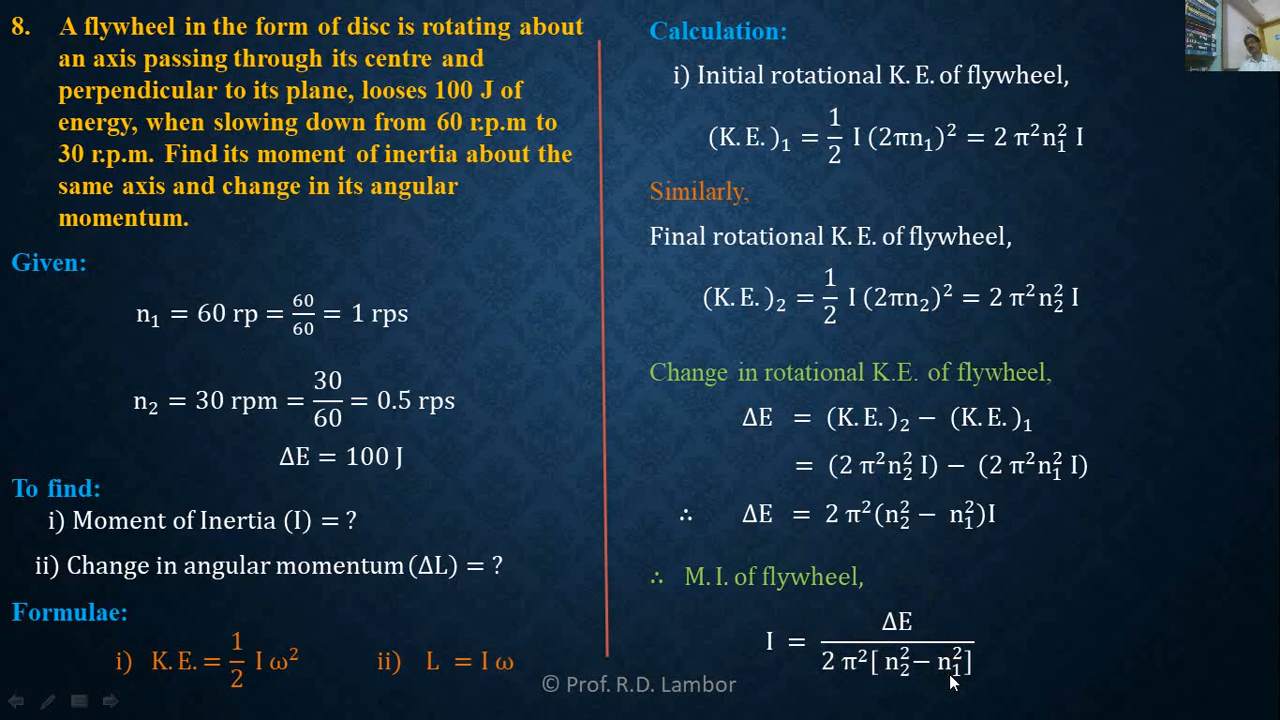 8. A flywheel in the form of disc is rotating about
an axis passing through its centre and
perpendicular to its plane, looses 100 J of
energy, when slowing down from 60 r.p.m to
30 r.p.m. Find its moment of inertia about the
same axis and change in its angular
momentum.
Given:
n₁ = 60 rp = 60/60 = 1 rps
n₂ = 30 rpm = 30/60 = 0.5 rps
ΔE = 100 J
To find:
i) Moment of Inertia (I) = ?
ii) Change in angular momentum (ΔL) = ?
Formulae:
i) K.E. = 1/2 I ω² ii) L = I ω
Calculation:
i) Initial rotational K. E. of flywheel,
(K. E. )₁ = 1/2 I (2πn₁)² = 2 π²n₁² I
Similarly,
Final rotational K. E. of flywheel,
(K. E. )₂ = 1/2 I (2πn₂)² = 2 π²n₂² I
Change in rotational K.E. of flywheel,
ΔE = (K. E. )₂ − (K. E. )₁
= (2 π²n₂² I) − (2 π²n₁² I)
∴ ΔE = 2 π²(n₂² − n₁²)I
∴ M. I. of flywheel,
I = ΔE / 2 π²[ n₂² − n₁²]
© Prof. R.D. Lambor